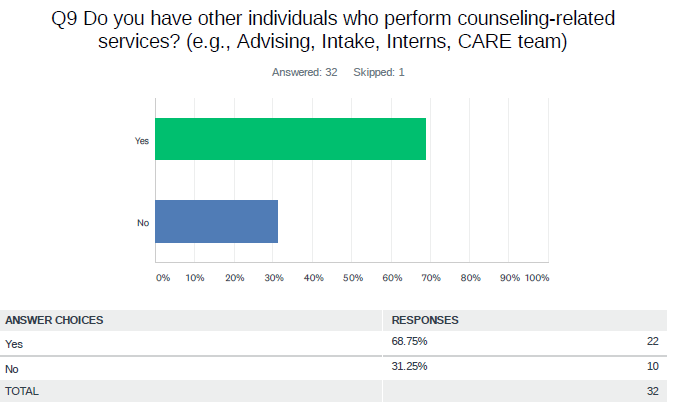 Q9 Do you have other individuals who perform counseling-related
services? (e.g., Advising, Intake, Interns, CARE team)
Answered: 32 Skipped: 1
Yes
No
0% 10% 20% 30% 40% 50% 60% 70% 80% 90% 100%
ANSWER CHOICES RESPONSES
Yes 68.75% 22
No 31.25% 10
TOTAL 32